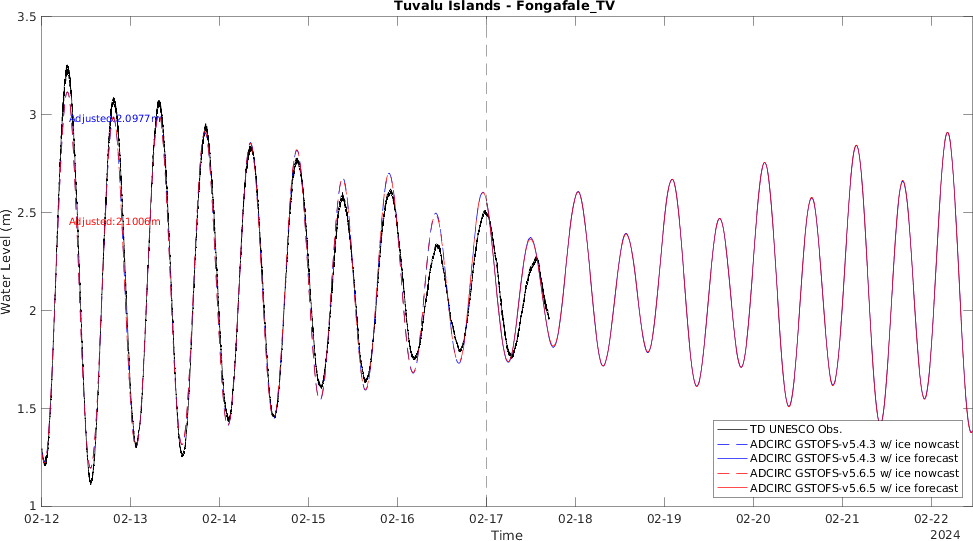 Tuvalu Islands - Fongafale_TV
Water Level (m)
3.5
3
2.5
2
1.5
1
Adjusted:2.0977m
Adjusted:2.1006m
TD UNESCO Obs.
ADCIRC GSTOFS-v5.4.3 w/ ice nowcast
ADCIRC GSTOFS-v5.4.3 w/ ice forecast
ADCIRC GSTOFS-v5.6.5 w/ ice nowcast
ADCIRC GSTOFS-v5.6.5 w/ ice forecast
02-12 02-13 02-14 02-15 02-16 02-17 02-18 02-19 02-20 02-21 02-22
Time
2024